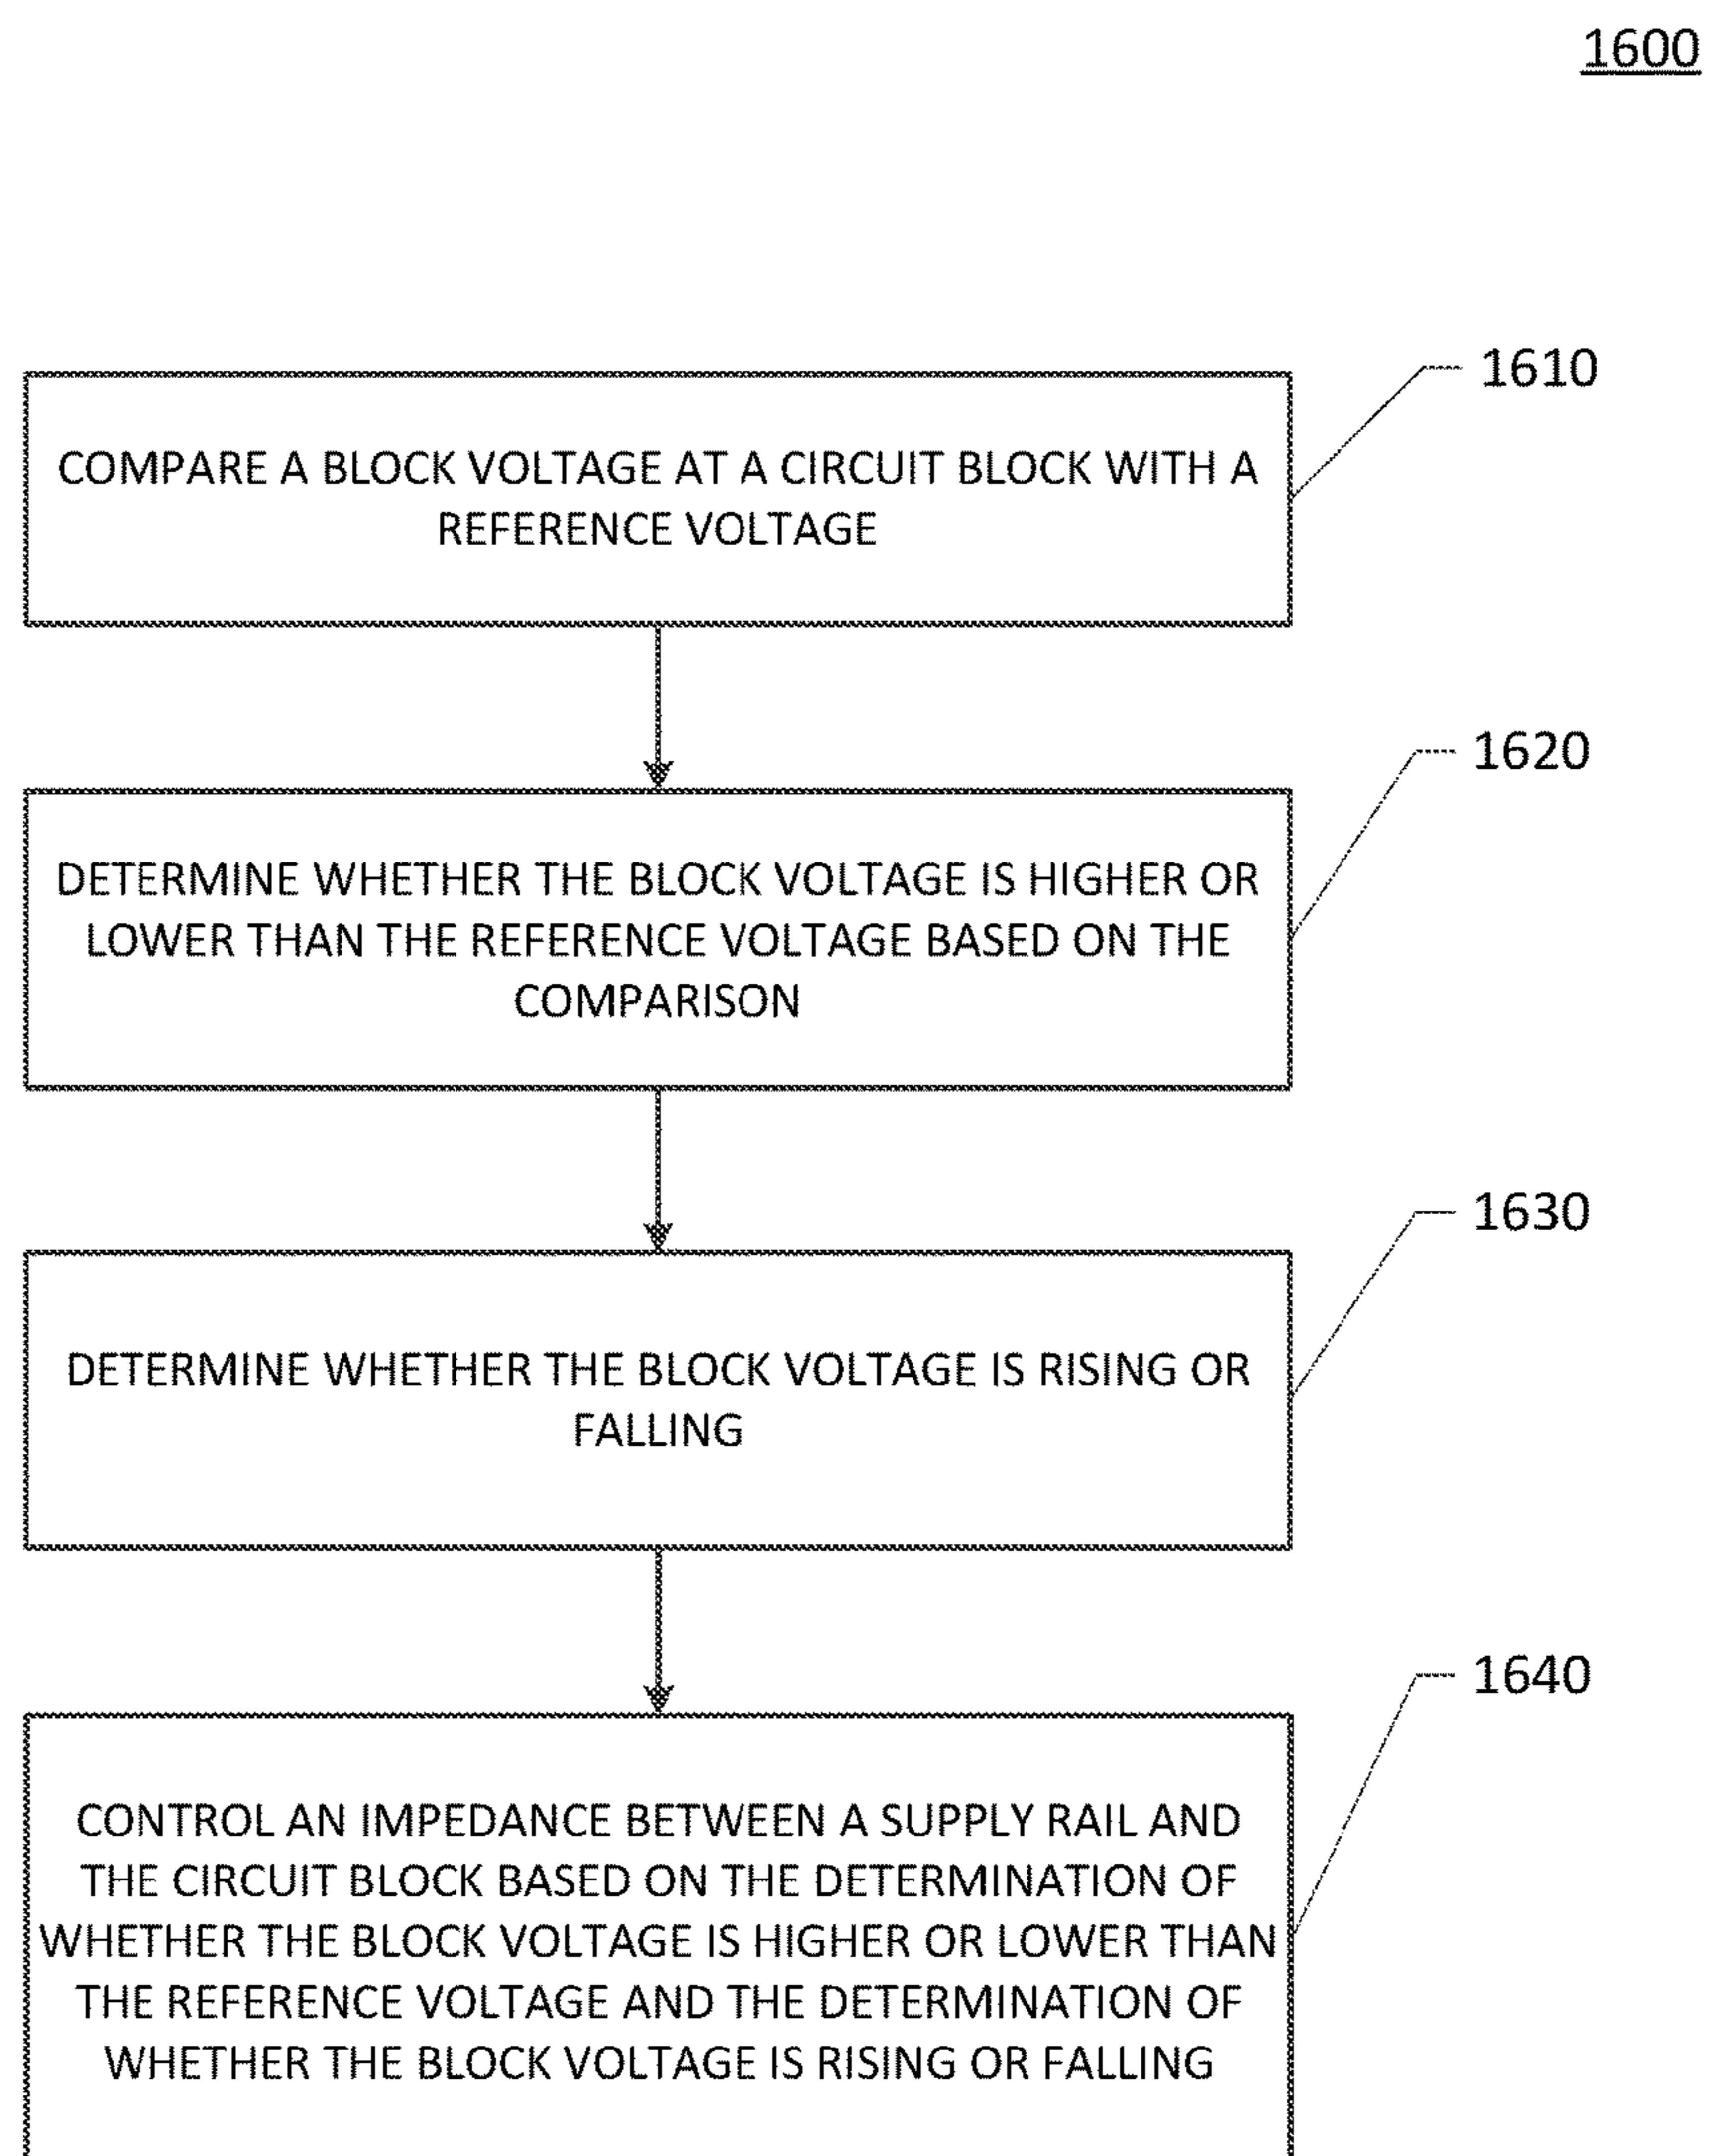 1600
1610
COMPARE A BLOCK VOLTAGE AT A CIRCUIT BLOCK WITH A
REFERENCE VOLTAGE
1620
DETERMINE WHETHER THE BLOCK VOLTAGE IS HIGHER OR
LOWER THAN THE REFERENCE VOLTAGE BASED ON THE
COMPARISON
1630
DETERMINE WHETHER THE BLOCK VOLTAGE IS RISING OR
FALLING
1640
CONTROL AN IMPEDANCE BETWEEN A SUPPLY RAIL AND
THE CIRCUIT BLOCK BASED ON THE DETERMINATION OF
WHETHER THE BLOCK VOLTAGE IS HIGHER OR LOWER THAN
THE REFERENCE VOLTAGE AND THE DETERMINATION OF
WHETHER THE BLOCK VOLTAGE IS RISING OR FALLING